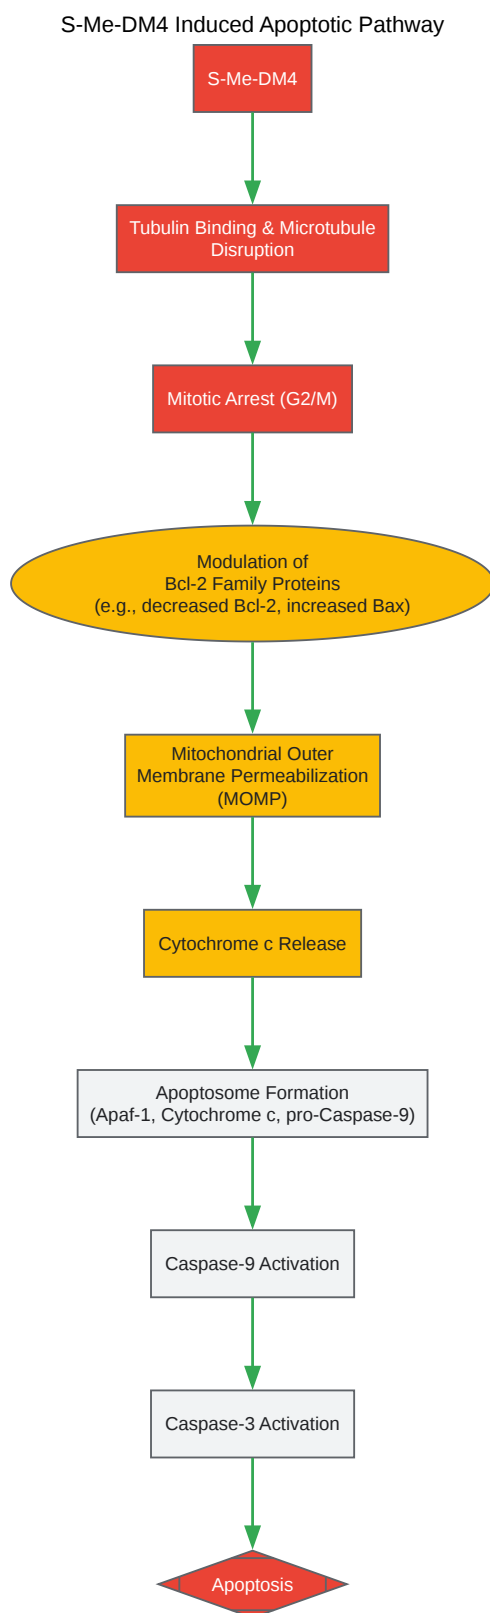 S-Me-DM4 Induced Apoptotic Pathway
S-Me-DM4
Tubulin Binding & Microtubule
Disruption
Mitotic Arrest (G2/M)
Modulation of
Bcl-2 Family Proteins
(e.g., decreased Bcl-2, increased Bax)
Mitochondrial Outer
Membrane Permeabilization
(MOMP)
Cytochrome c Release
Apoptosome Formation
(Apaf-1, Cytochrome c, pro-Caspase-9)
Caspase-9 Activation
Caspase-3 Activation
Apoptosis